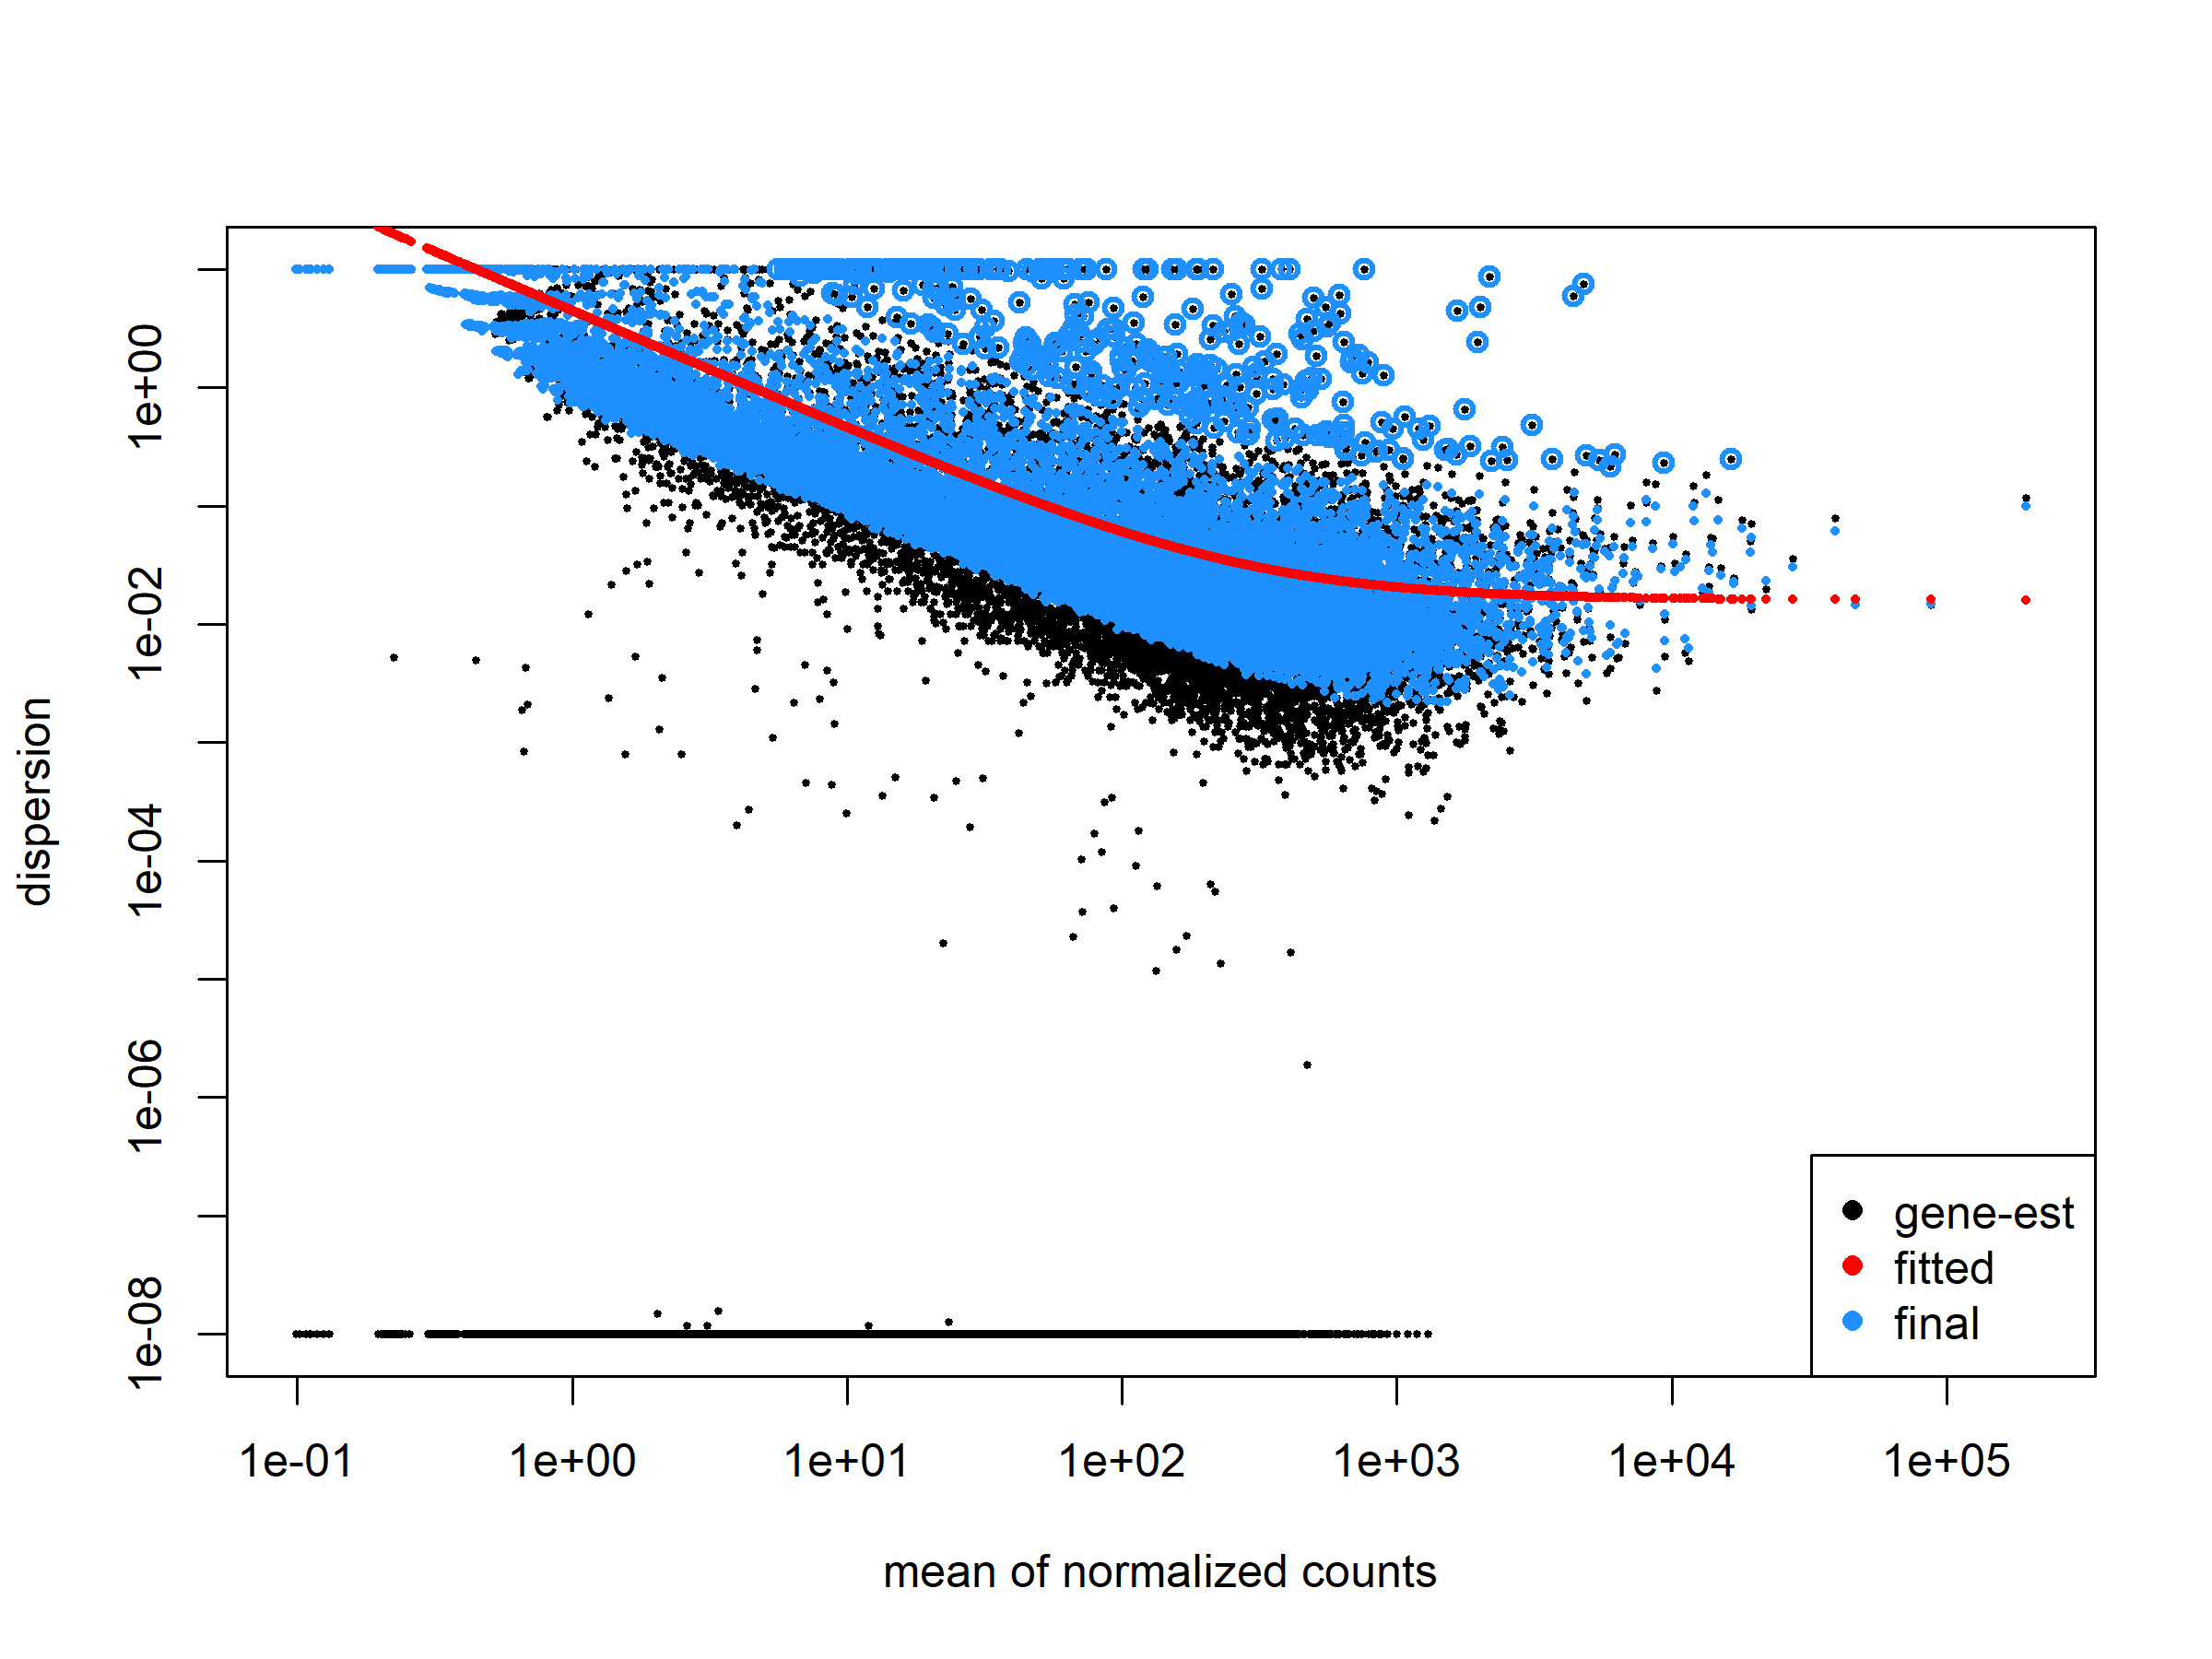 dispersion
1e+00
1e-02
1e-04
1e-06
1e-08
gene-est
fitted
final
1e-01 1e+00 1e+01 1e+02 1e+03 1e+04 1e+05
mean of normalized counts